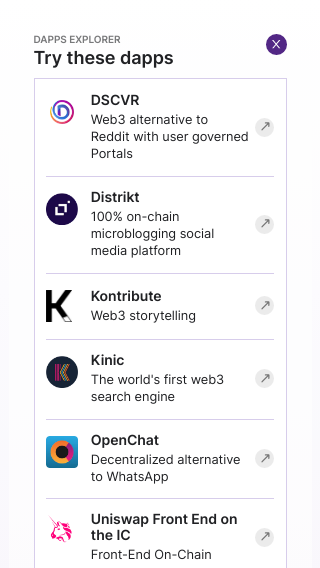 DAPPS EXPLORER
Try these dapps
X
DSCVR
Web3 alternative to
Reddit with user governed
Portals
Distrikt
100% on-chain
microblogging social
media platform
Kontribute
Web3 storytelling
Kinic
The world's first web3
search engine
OpenChat
Decentralized alternative
to WhatsApp
Uniswap Front End on
the IC
Front-End On-Chain